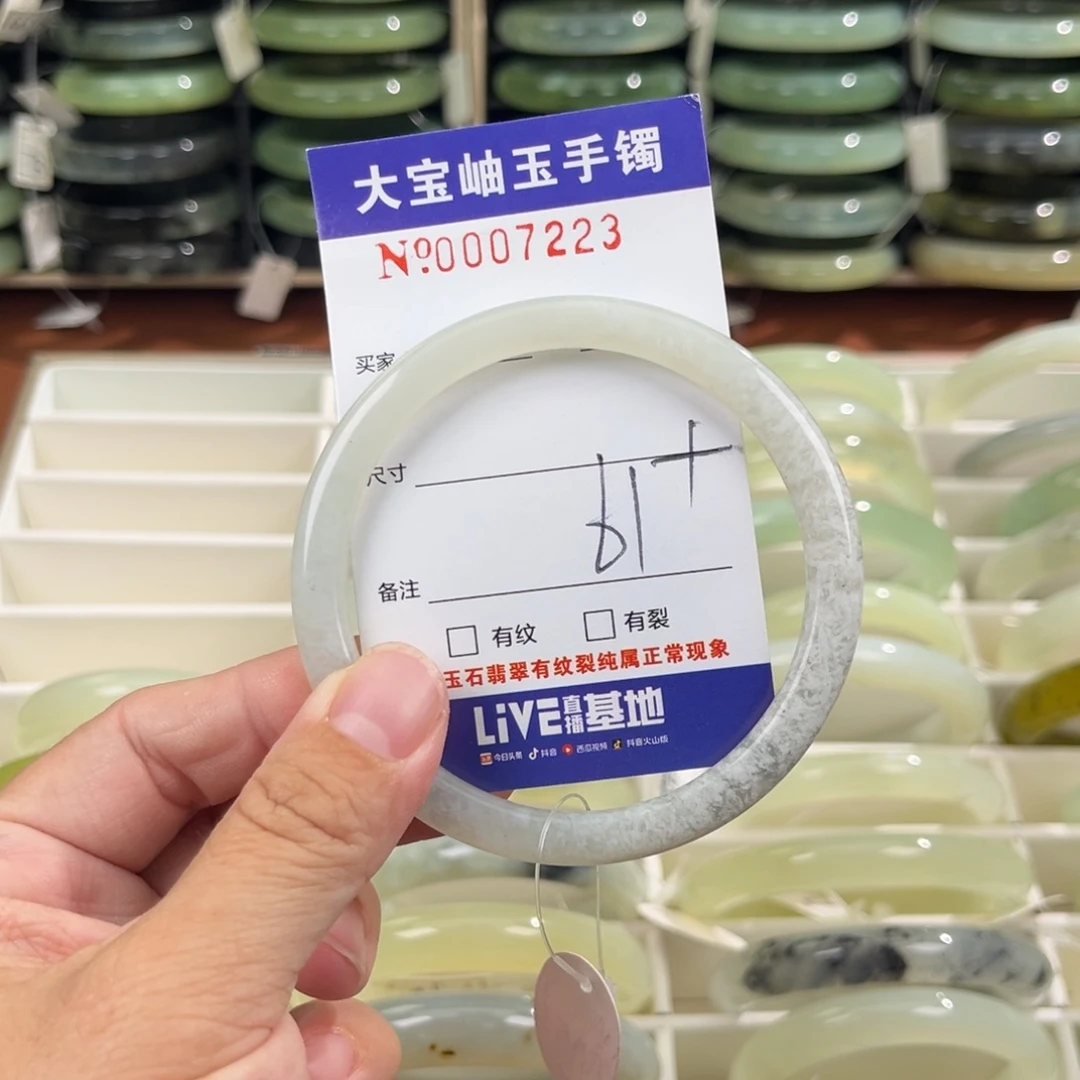 大宝岫玉手镯
Nº:0007223
买家
尺寸
61+
备注
□ 有纹 □ 有裂
玉石翡翠有纹裂纯属正常现象
LiVE直播基地
今日头条 抖音 西瓜视频 抖音火山版